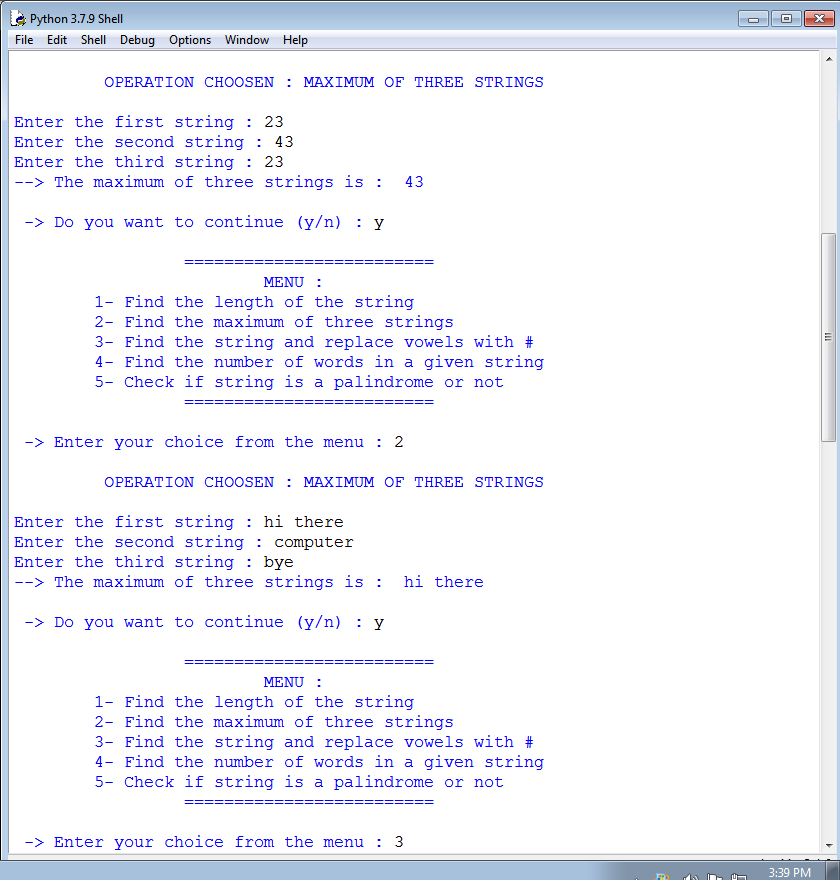 Python 3.7.9 Shell
File Edit Shell Debug Options Window Help
OPERATION CHOOSEN : MAXIMUM OF THREE STRINGS
Enter the first string : 23
Enter the second string : 43
Enter the third string : 23
--> The maximum of three strings is :  43
-> Do you want to continue (y/n) : y
=========================
MENU :
1- Find the length of the string
2- Find the maximum of three strings
3- Find the string and replace vowels with #
4- Find the number of words in a given string
5- Check if string is a palindrome or not
=========================
-> Enter your choice from the menu : 2
OPERATION CHOOSEN : MAXIMUM OF THREE STRINGS
Enter the first string : hi there
Enter the second string : computer
Enter the third string : bye
--> The maximum of three strings is :  hi there
-> Do you want to continue (y/n) : y
=========================
MENU :
1- Find the length of the string
2- Find the maximum of three strings
3- Find the string and replace vowels with #
4- Find the number of words in a given string
5- Check if string is a palindrome or not
=========================
-> Enter your choice from the menu : 3
3:39 PM